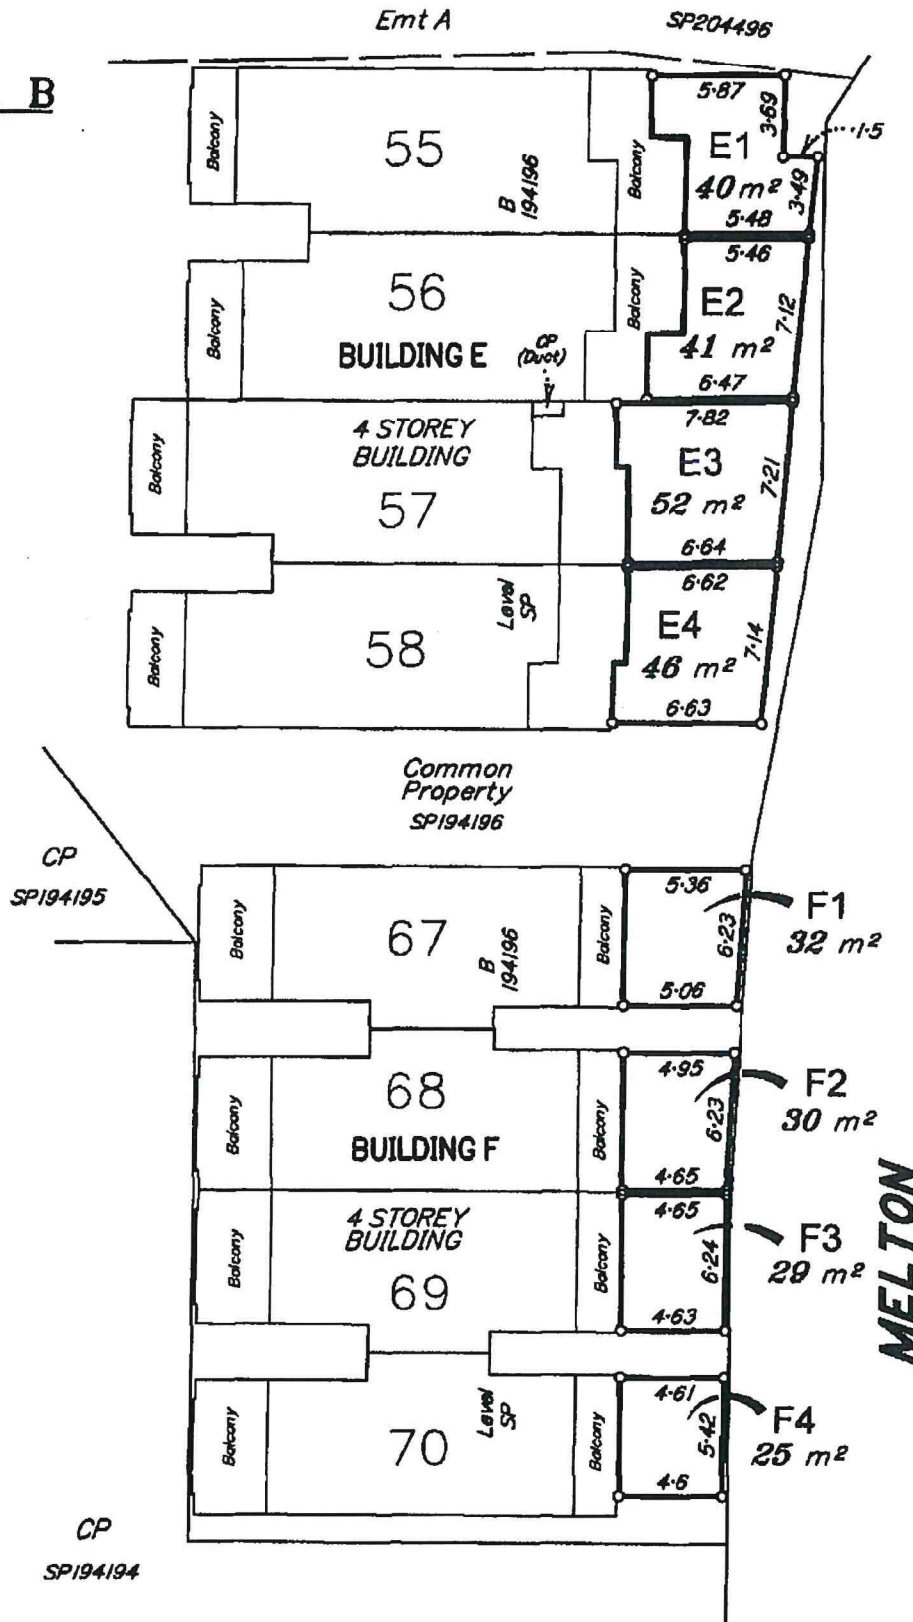 Emt A
SP204496
B
Balcony
55
B
194196
Balcony
5·87
3·69
1·5
E1
40 m²
3·49
5·48
Balcony
56
BUILDING E
Balcony
CP
(Duct)
5·46
E2
41 m²
7·12
6·47
Balcony
4 STOREY
BUILDING
57
7·82
E3
52 m²
7·21
6·64
Balcony
58
Level
SP
6·62
E4
46 m²
7·14
6·63
Common
Property
SP194196
CP
SP194195
Balcony
67
B
194196
Balcony
5·36
6·23
5·06
F1
32 m²
Balcony
68
BUILDING F
Balcony
4·95
6·23
4·65
F2
30 m²
Balcony
4 STOREY
BUILDING
69
Balcony
4·65
6·24
4·63
F3
29 m²
MELTON
Balcony
70
Level
SP
Balcony
4·61
5·42
4·6
F4
25 m²
CP
SP194194